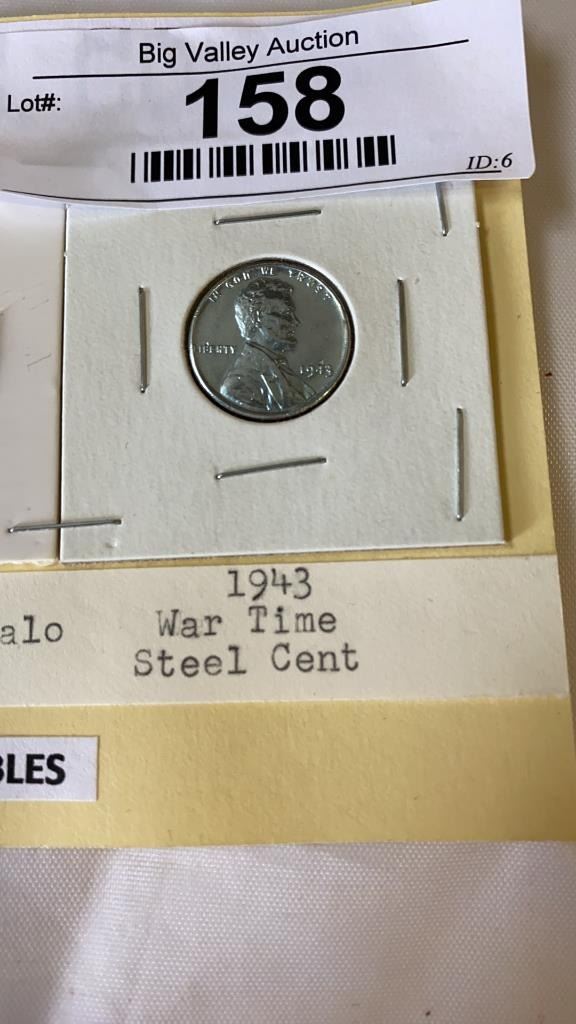 Big Valley Auction
Lot#:
158
ID:6
IN GOD WE TRUST
LIBERTY
1943
1943
War Time
Steel Cent
alo
BLES